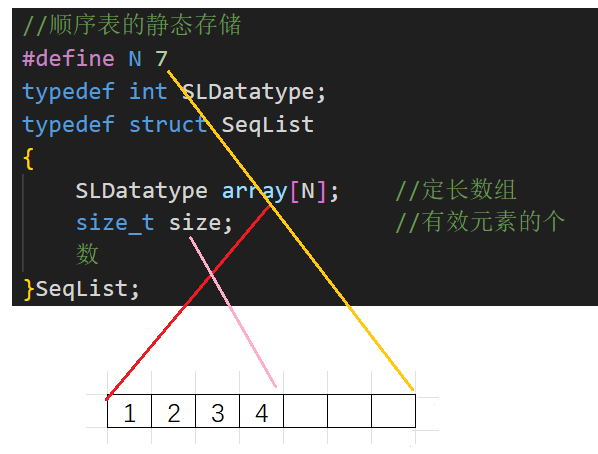 //顺序表的静态存储
#define N 7
typedef int SLDatatype;
typedef struct SeqList
{
    SLDatatype array[N];    //定长数组
    size_t size;            //有效元素的个
    数
}SeqList;
1 2 3 4